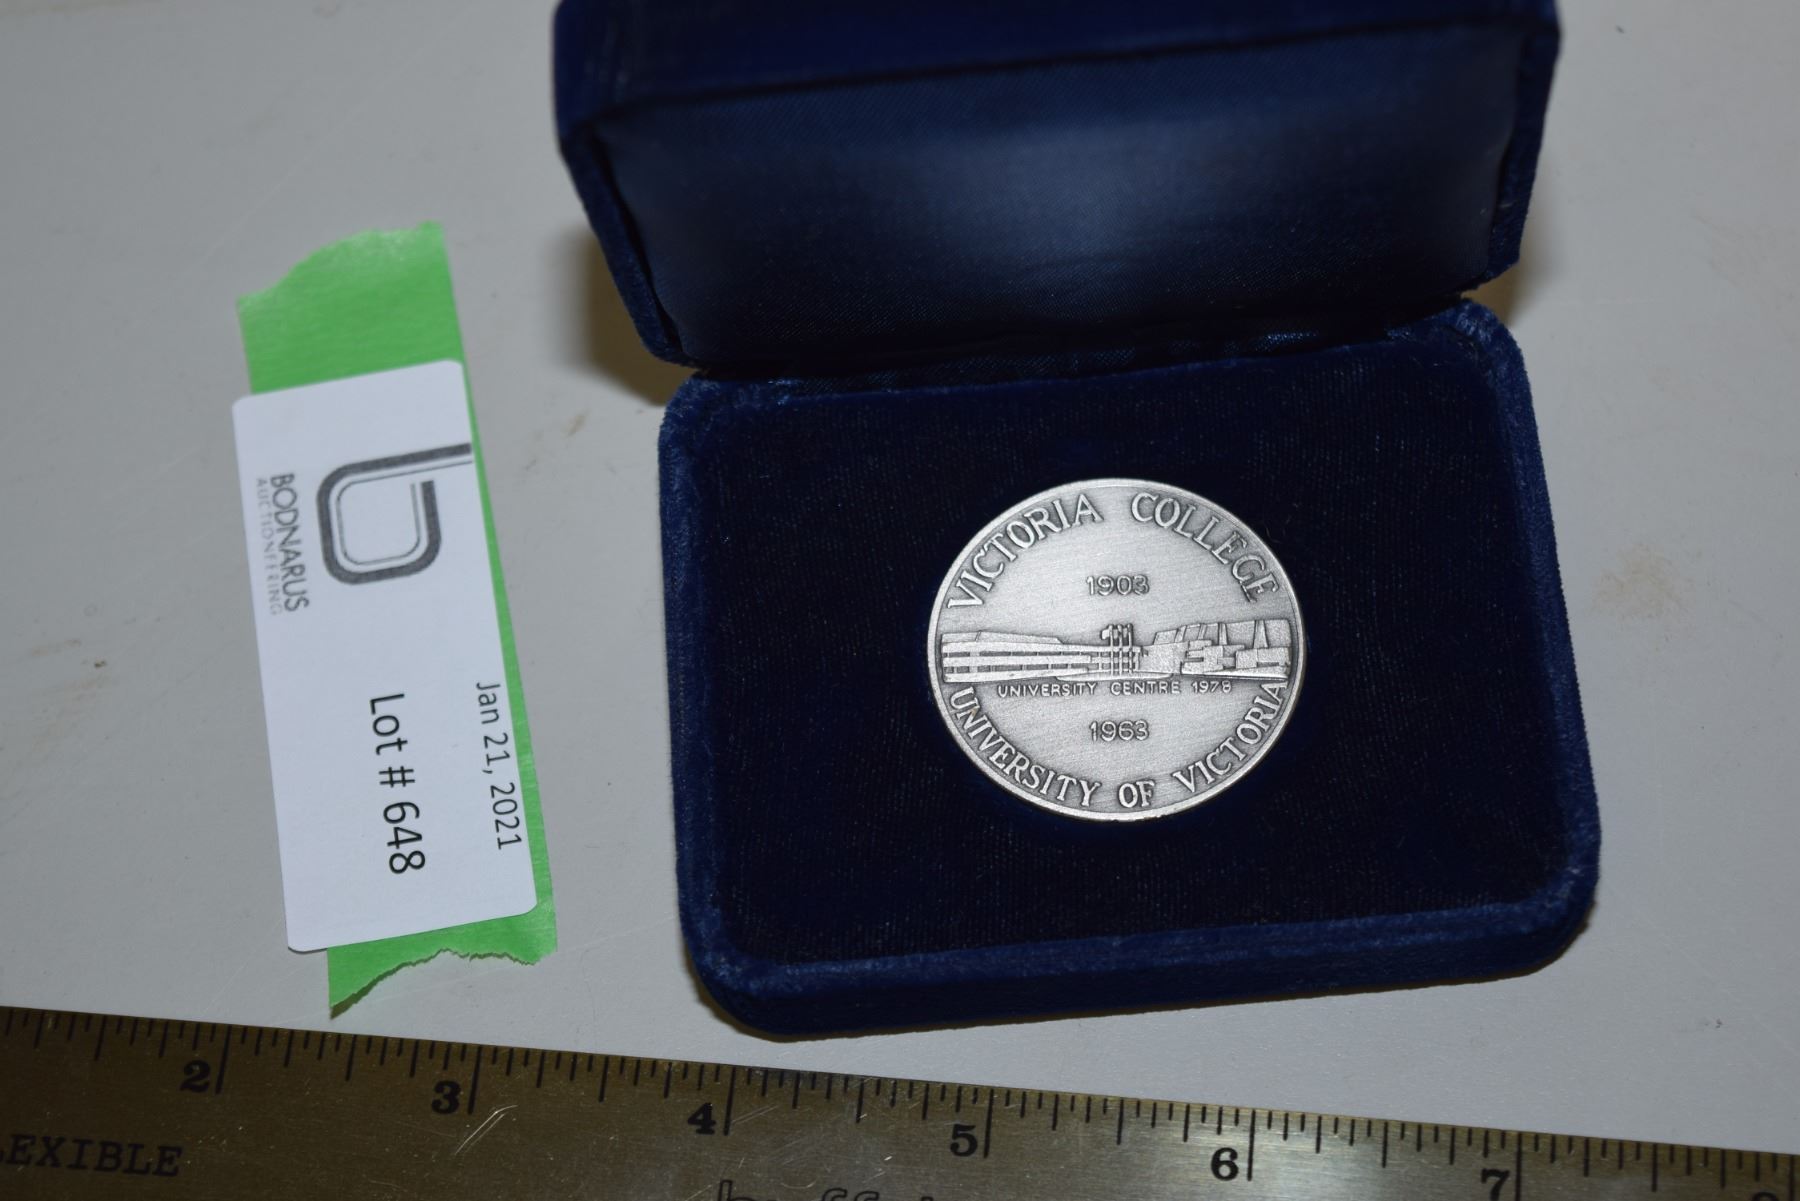 BODNARUS
AUCTIONEERING
Jan 21, 2021
Lot # 648
VICTORIA COLLEGE
1903
UNIVERSITY CENTRE 1978
1963
UNIVERSITY OF VICTORIA
2 3 4 5 6 7
EXIBLE